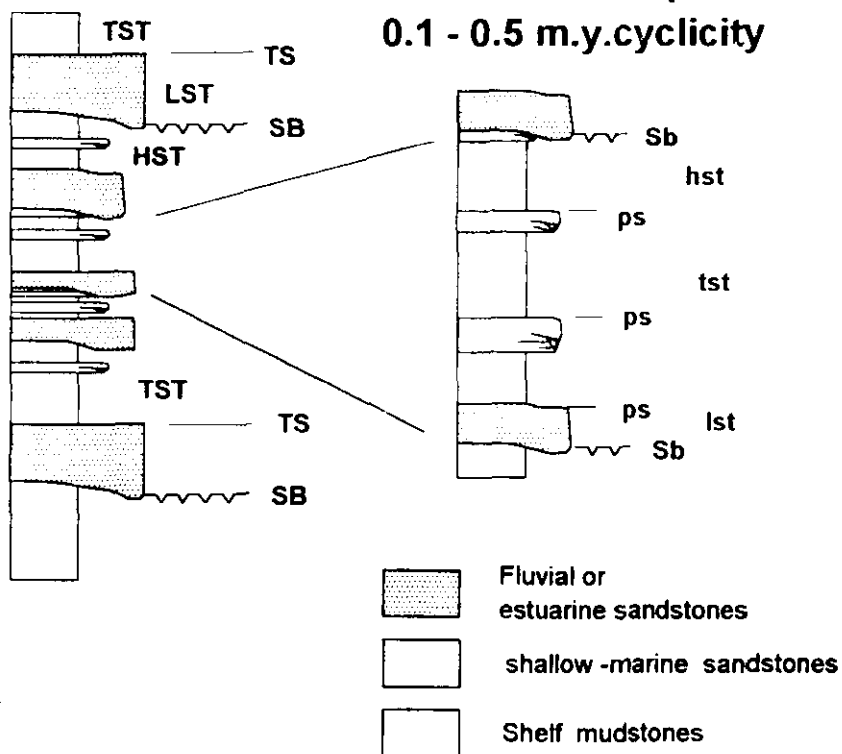 0.1 - 0.5 m.y.cyclicity
TST
TS
LST
SB
HST
TST
TS
SB
Sb
hst
ps
tst
ps
ps
lst
Sb
Fluvial or
estuarine sandstones
shallow -marine sandstones
Shelf mudstones